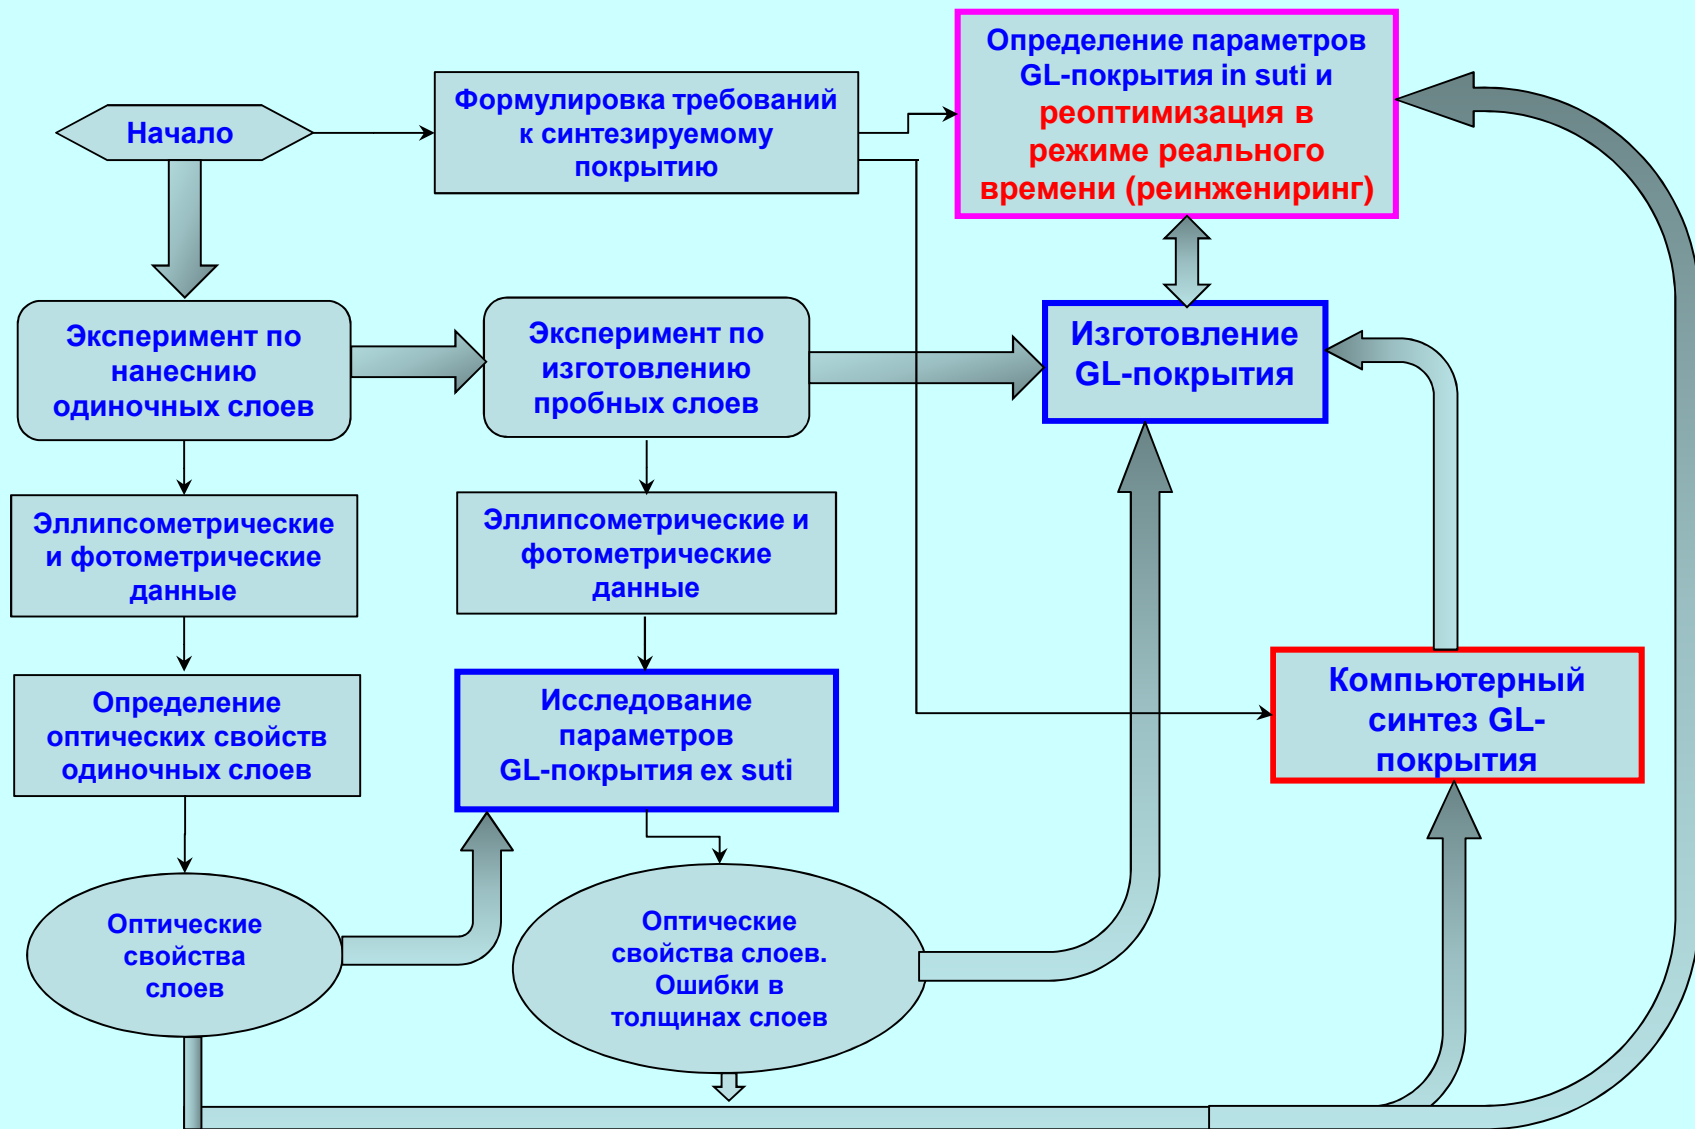 Начало
Формулировка требований
к синтезируемому
покрытию
Определение параметров
GL-покрытия in suti и
реоптимизация в
режиме реального
времени (реинжениринг)
Эксперимент по
нанеснию
одиночных слоев
Эксперимент по
изготовлению
пробных слоев
Изготовление
GL-покрытия
Эллипсометрические
и фотометрические
данные
Эллипсометрические и
фотометрические
данные
Определение
оптических свойств
одиночных слоев
Исследование
параметров
GL-покрытия ex suti
Компьютерный
синтез GL-
покрытия
Оптические
свойства
слоев
Оптические
свойства слоев.
Ошибки в
толщинах слоев